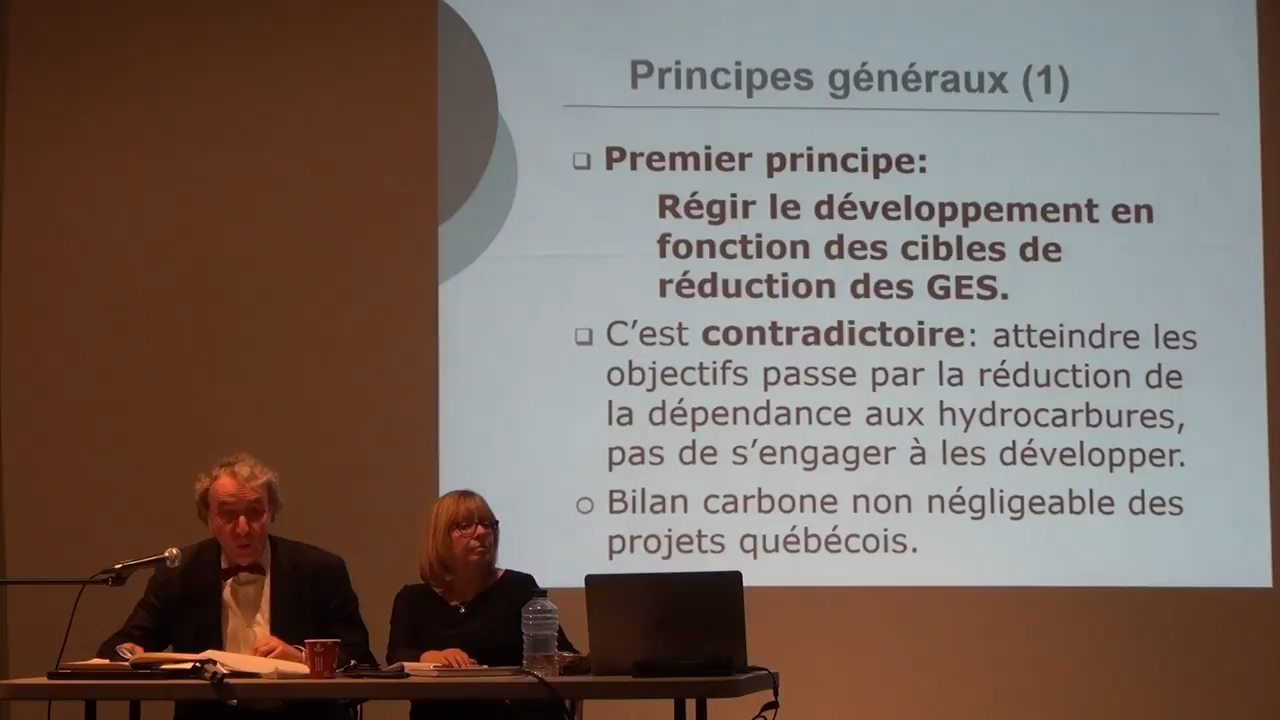 Principes généraux (1)
❑ Premier principe:
Régir le développement en
fonction des cibles de
réduction des GES.
❑ C'est contradictoire: atteindre les
objectifs passe par la réduction de
la dépendance aux hydrocarbures,
pas de s'engager à les développer.
○ Bilan carbone non négligeable des
projets québécois.